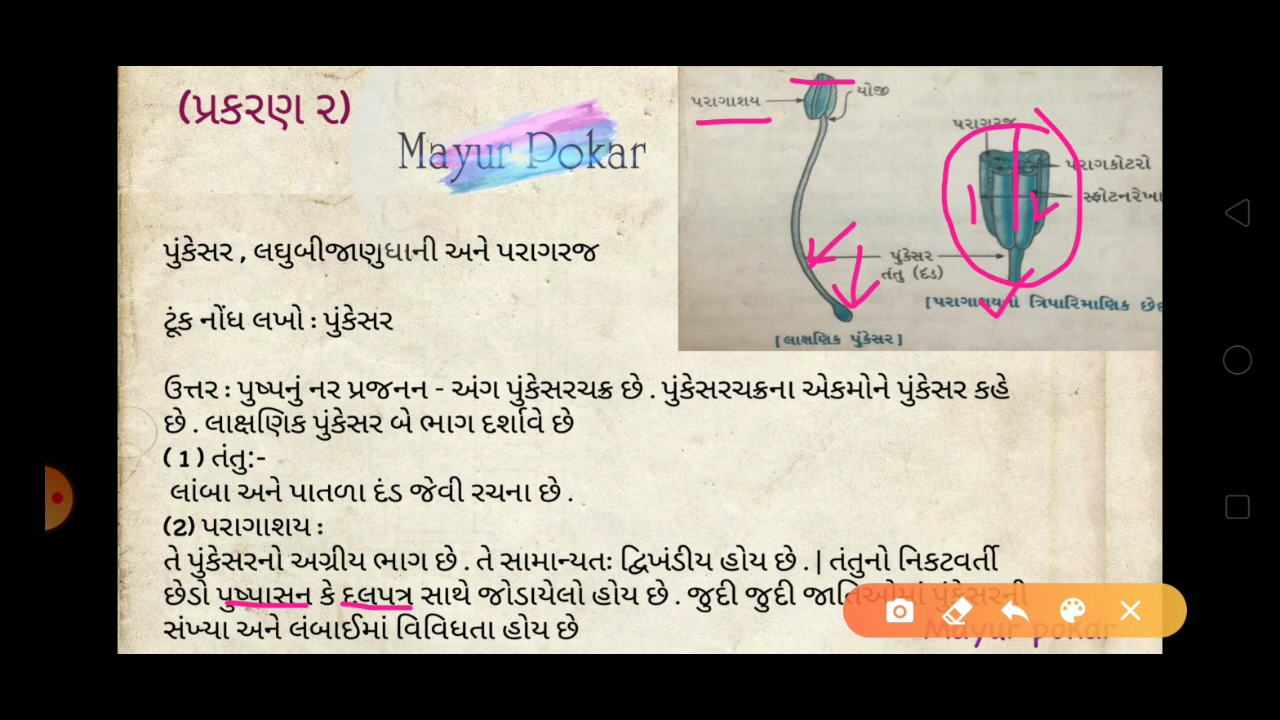 (પ્રકરણ ૨)
Mayur Pokar
પરાગાશય
યોજી
પરાગરજ
પરાગકોટરો
સ્ફોટનરેખા
પુંકેસર
તંતુ (દંડ)
[પરાગાશયનો ત્રિપારિમાણિક છેદ
[લાક્ષણિક પુંકેસર]
પુંકેસર , લઘુબીજાણુધાની અને પરાગરજ
ટૂંક નોંધ લખો : પુંકેસર
ઉત્તર : પુષ્પનું નર પ્રજનન - અંગ પુંકેસરચક્ર છે . પુંકેસરચક્રના એકમોને પુંકેસર કહે
છે . લાક્ષણિક પુંકેસર બે ભાગ દર્શાવે છે
( 1 ) તંતુ:-
લાંબા અને પાતળા દંડ જેવી રચના છે .
(2) પરાગાશય :
તે પુંકેસરનો અગ્રીય ભાગ છે . તે સામાન્યતઃ દ્વિખંડીય હોય છે . | તંતુનો નિકટવર્તી
છેડો પુષ્પાસન કે દલપત્ર સાથે જોડાયેલો હોય છે . જુદી જુદી જાતિઓમાં પુંકેસરની
સંખ્યા અને લંબાઈમાં વિવિધતા હોય છે
Mayur pokar